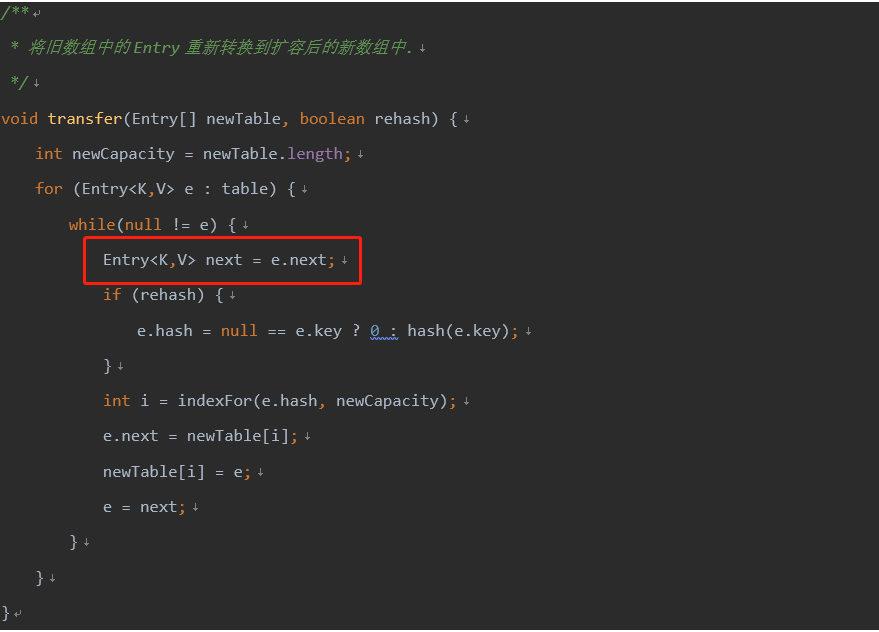 /**↵
 * 将旧数组中的Entry 重新转换到扩容后的新数组中.↓
 */↓
void transfer(Entry[] newTable, boolean rehash) {↓
    int newCapacity = newTable.length;↓
    for (Entry<K,V> e : table) {↓
        while(null != e) {↓
            Entry<K,V> next = e.next;↓
            if (rehash) {↓
                e.hash = null == e.key ? 0 : hash(e.key);↓
            }↓
            int i = indexFor(e.hash, newCapacity);↓
            e.next = newTable[i];↓
            newTable[i] = e;↓
            e = next;↓
        }↓
    }↓
}↵